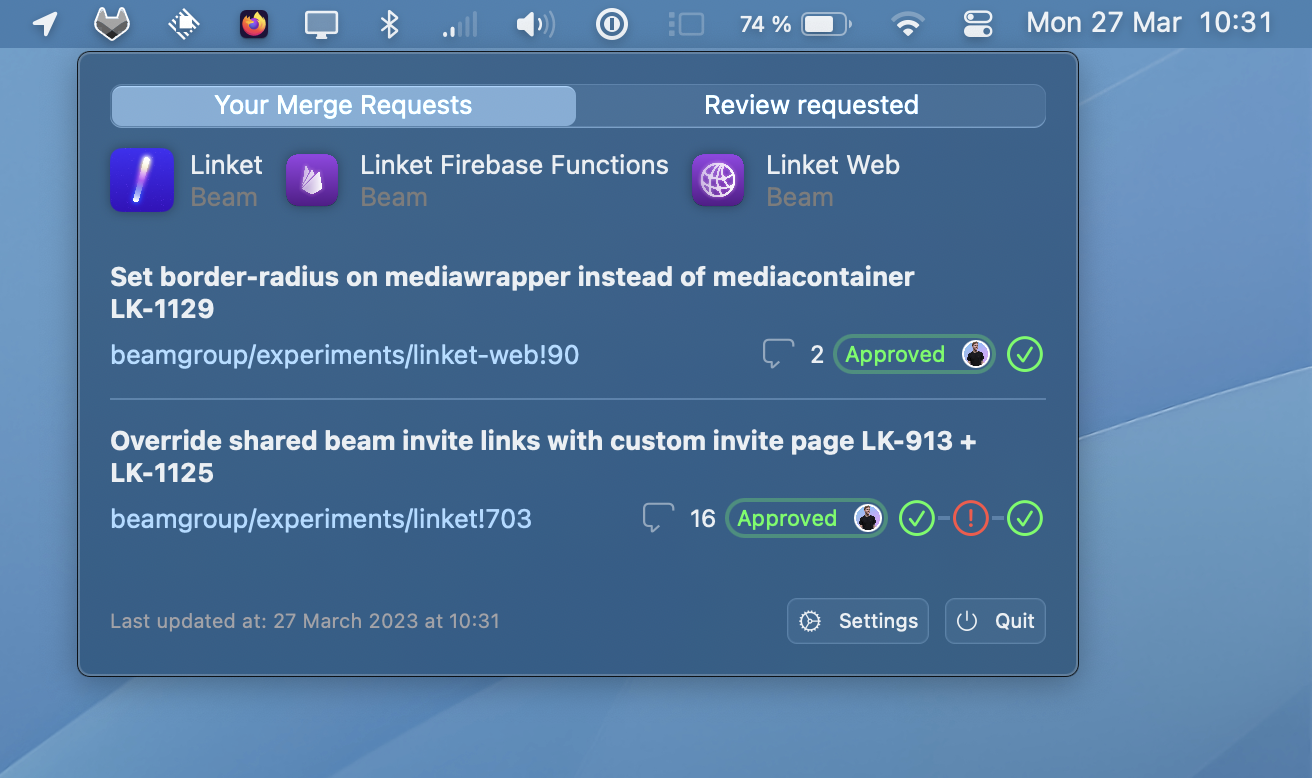 74 %
Mon 27 Mar 10:31
Your Merge Requests
Review requested
Linket
Beam
Linket Firebase Functions
Beam
Linket Web
Beam
Set border-radius on mediawrapper instead of mediacontainer
LK-1129
beamgroup/experiments/linket-web!90
2
Approved
Override shared beam invite links with custom invite page LK-913 +
LK-1125
beamgroup/experiments/linket!703
16
Approved
Last updated at: 27 March 2023 at 10:31
Settings
Quit